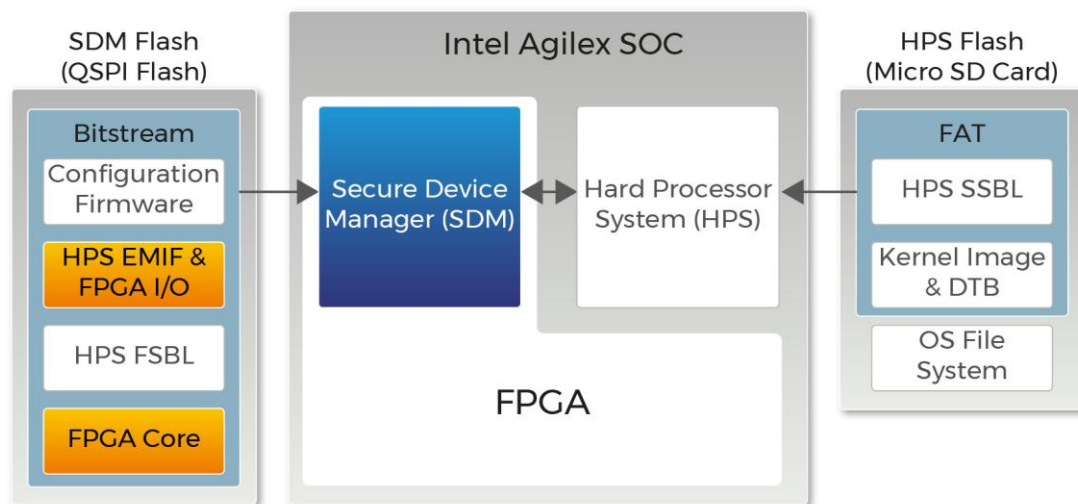 SDM Flash
(QSPI Flash)
Bitstream
Configuration
Firmware
HPS EMIF &
FPGA I/O
HPS FSBL
FPGA Core
Intel Agilex SOC
Secure Device
Manager (SDM)
Hard Processor
System (HPS)
FPGA
HPS Flash
(Micro SD Card)
FAT
HPS SSBL
Kernel Image
& DTB
OS File
System